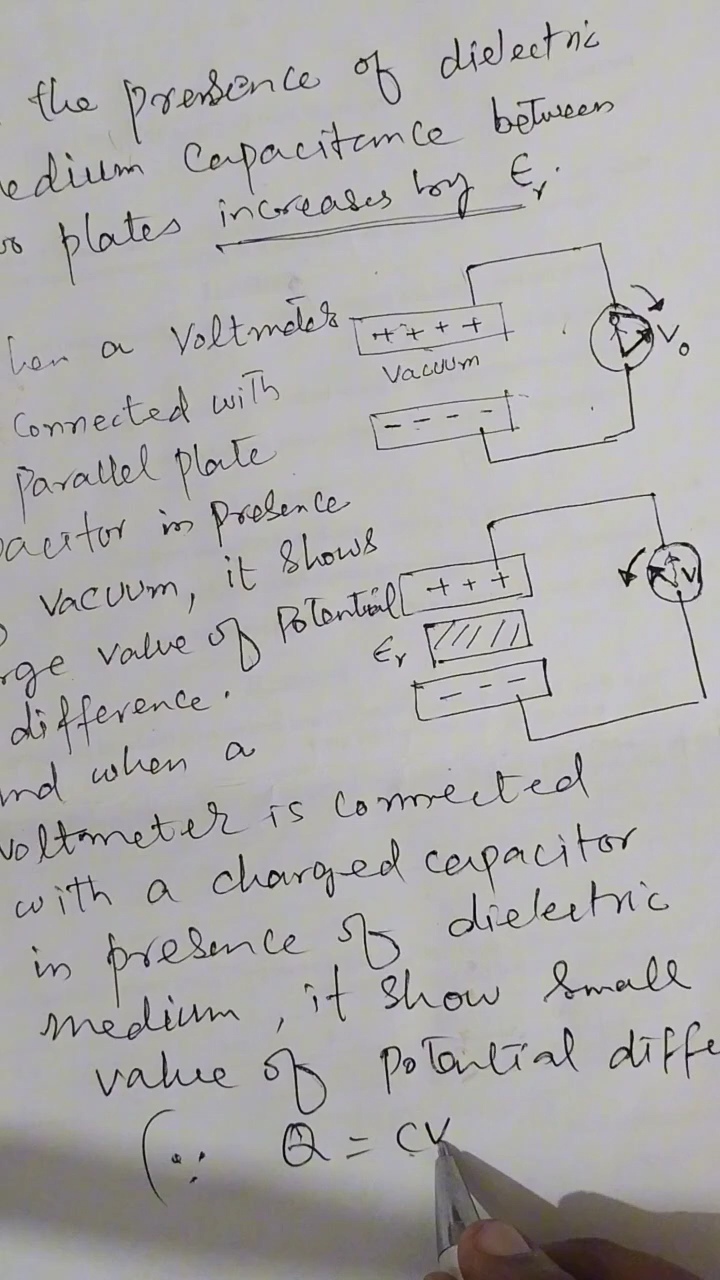 the presence of dielectric
edium capacitance between
plates increases by εr.
hen a Voltmeter
Connected with
parallel plate
acitor in presence
vacuum, it shows
rge value of Potential
difference.
nd when a
voltmeter is connected
with a charged capacitor
in presence of dielectric
medium, it show small
value of potential diffe
(∵ Q = CV
+ + + +
Vacuum
- - - -
V₀
+ + +
εr
- - -
V